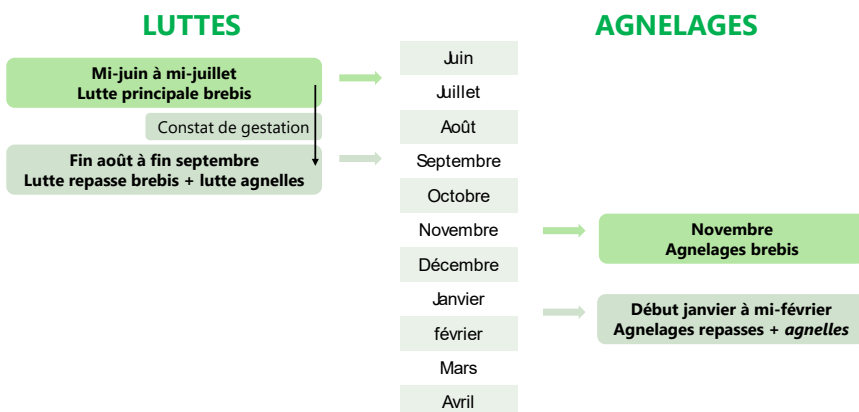 LUTTES
Mi-juin à mi-juillet
Lutte principale brebis
Constat de gestation
Fin août à fin septembre
Lutte repasse brebis + lutte agnelles
Juin
Juillet
Août
Septembre
Octobre
Novembre
Décembre
Janvier
février
Mars
Avril
AGNELAGES
Novembre
Agnelages brebis
Début janvier à mi-février
Agnelages repasses + agnelles